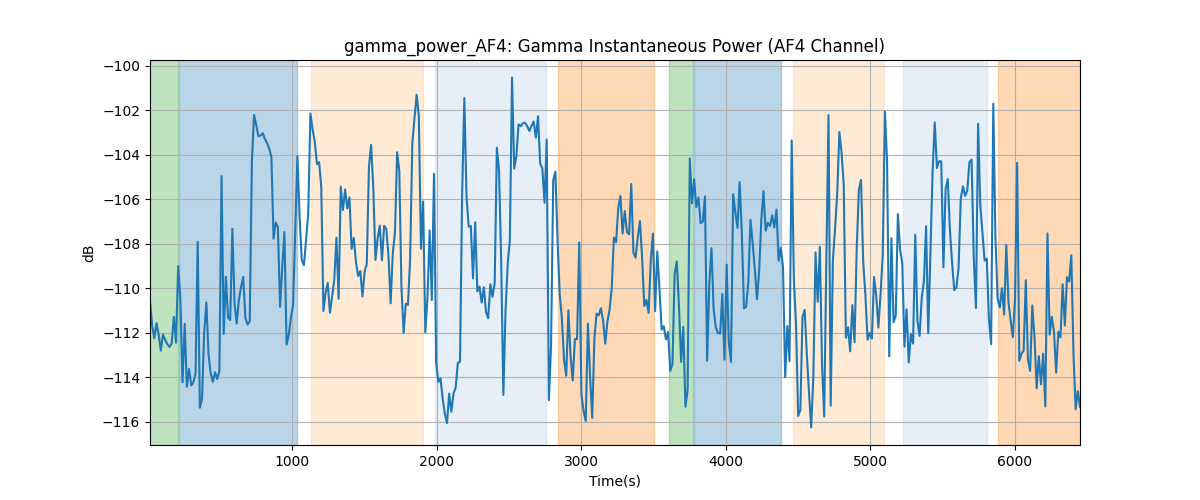 gamma_power_AF4: Gamma Instantaneous Power (AF4 Channel)
−100
−102
−104
−106
−108
−110
−112
−114
−116
dB
1000 2000 3000 4000 5000 6000
Time(s)